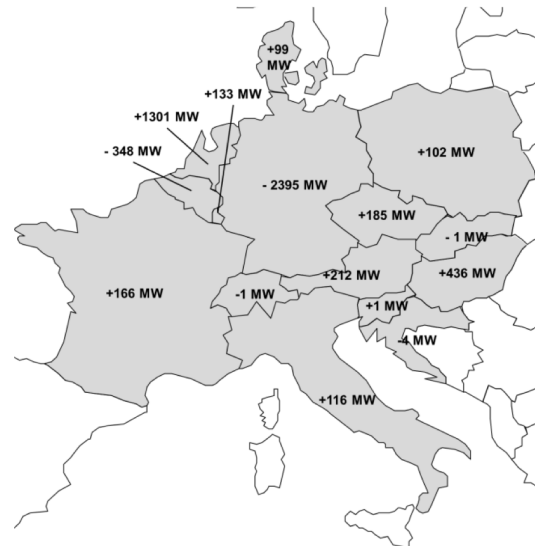 +99
MW
+133 MW
+1301 MW
- 348 MW
+102 MW
- 2395 MW
+185 MW
- 1 MW
+212 MW
+436 MW
+166 MW
-1 MW
+1 MW
-4 MW
+116 MW